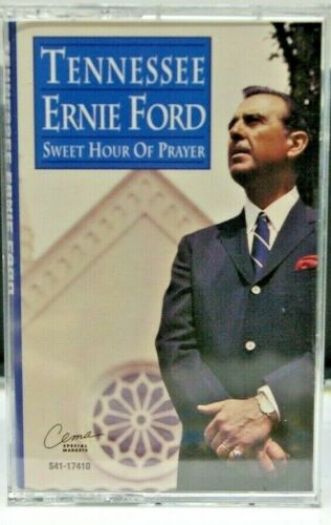 TENNESSEE
ERNIE FORD
SWEET HOUR OF PRAYER
Cema
SPECIAL
MARKETS
S41-17410
TENNESSEE ERNIE FORD